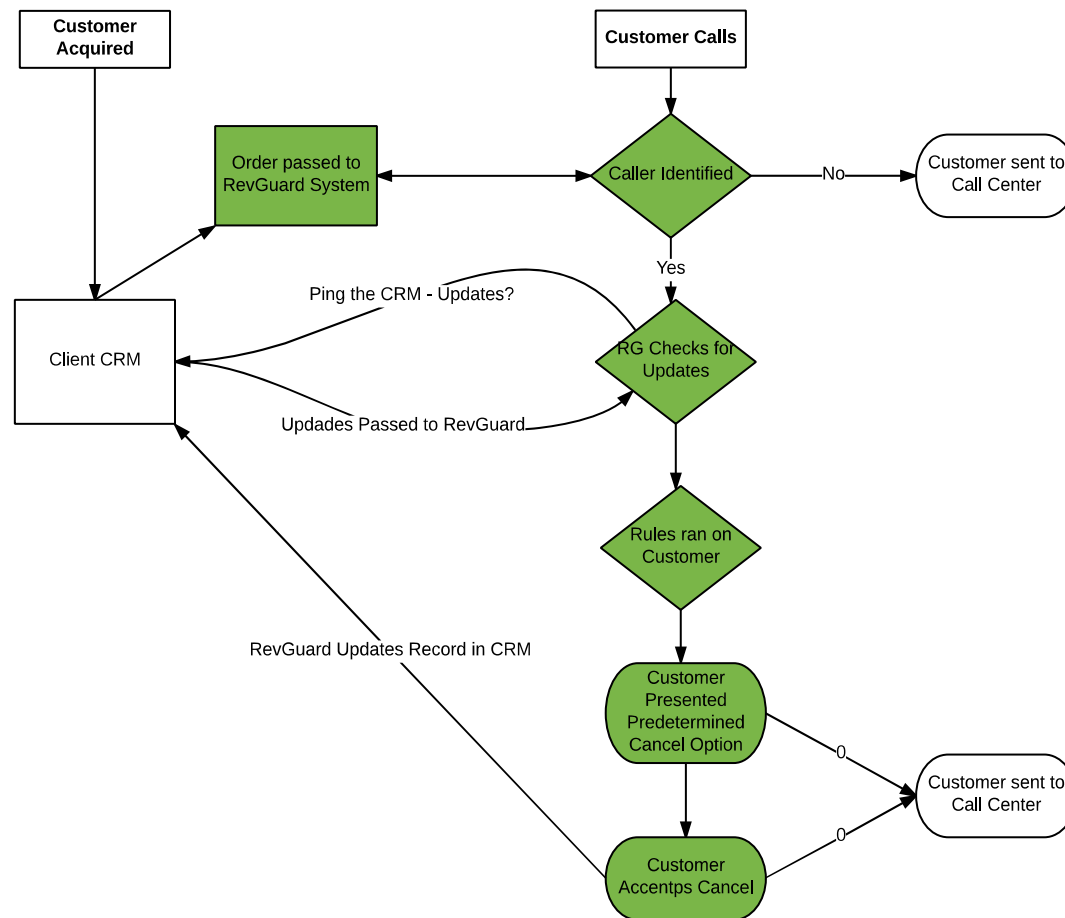 Customer
Acquired
Customer Calls
Order passed to
RevGuard System
Caller Identified
No
Customer sent to
Call Center
Yes
Ping the CRM - Updates?
Client CRM
RG Checks for
Updates
Updades Passed to RevGuard
Rules ran on
Customer
RevGuard Updates Record in CRM
Customer
Presented
Predetermined
Cancel Option
0
Customer sent to
Call Center
0
Customer
Accentps Cancel